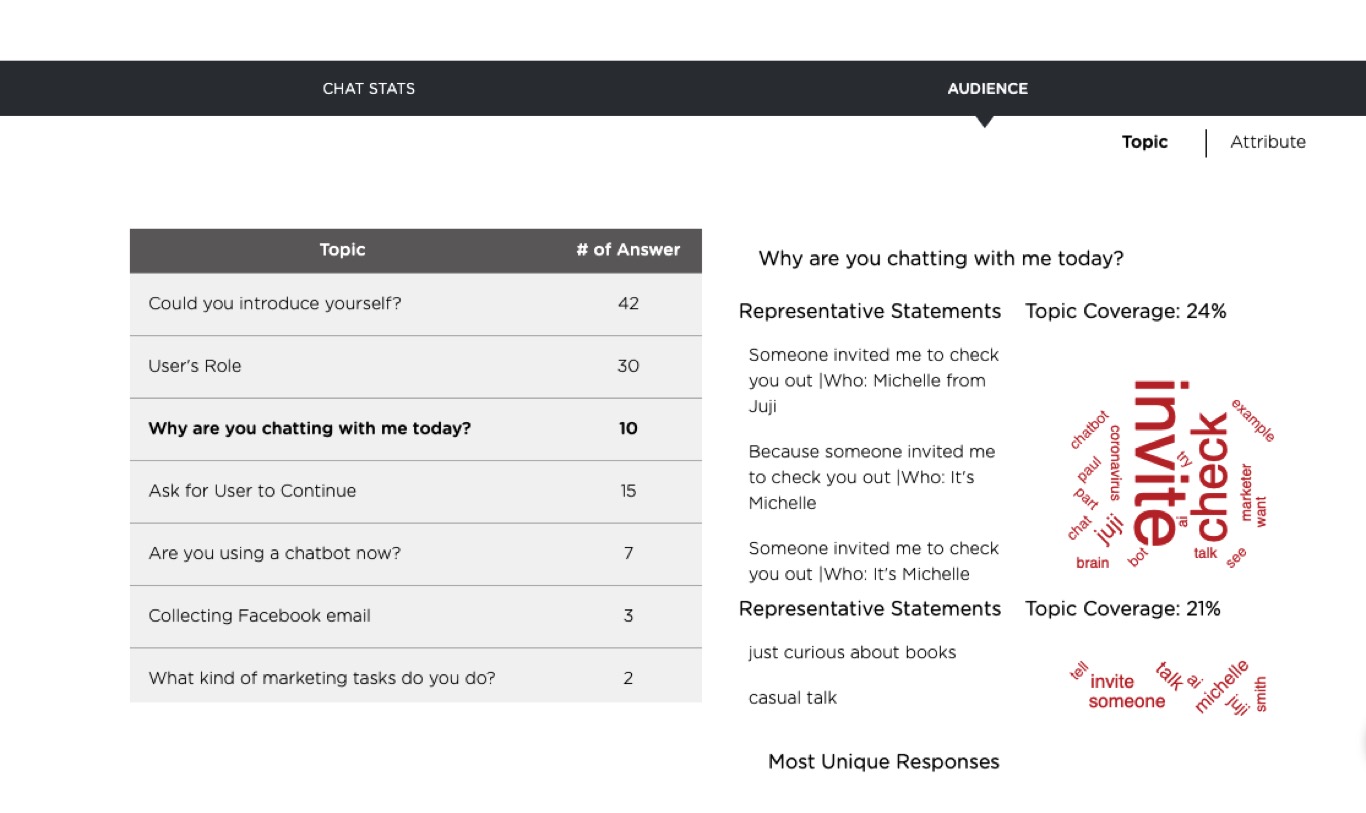 CHAT STATS
AUDIENCE
Topic
Attribute
Topic # of Answer
Could you introduce yourself? 42
User's Role 30
Why are you chatting with me today? 10
Ask for User to Continue 15
Are you using a chatbot now? 7
Collecting Facebook email 3
What kind of marketing tasks do you do? 2
Why are you chatting with me today?
Representative Statements
Topic Coverage: 24%
Someone invited me to check
you out |Who: Michelle from
Juji
Because someone invited me
to check you out |Who: It's
Michelle
Someone invited me to check
you out |Who: It's Michelle
invite
check
example
chatbot
coronavirus
try
paul
part
marketer
want
chat
juji
ai
brain
bot
talk
see
Representative Statements
Topic Coverage: 21%
just curious about books
casual talk
tell
invite
someone
talk
ai
michelle
juji
smith
Most Unique Responses